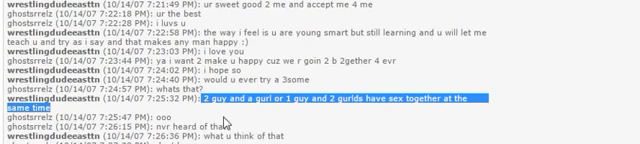 wrestlingdudeeasttn (10/14/07 7:21:49 PM): ur sweet good 2 me and accept me 4 me
ghostsrrelz (10/14/07 7:22:18 PM): ur the best
ghostsrrelz (10/14/07 7:22:28 PM): i luvs u
wrestlingdudeeasttn (10/14/07 7:22:58 PM): the way i feel is u are young smart but still learning and u will let me
teach u and try as i say and that makes any man happy :)
wrestlingdudeeasttn (10/14/07 7:23:03 PM): i love you
ghostsrrelz (10/14/07 7:23:44 PM): ya i want 2 make u happy cuz we r goin 2 b 2gether 4 evr
wrestlingdudeeasttn (10/14/07 7:24:02 PM): i hope so
wrestlingdudeeasttn (10/14/07 7:24:40 PM): would u ever try a 3some
ghostsrrelz (10/14/07 7:24:57 PM): whats that?
wrestlingdudeeasttn (10/14/07 7:25:32 PM): 2 guy and a gurl or 1 guy and 2 gurlds have sex together at the
same time
ghostsrrelz (10/14/07 7:25:47 PM): ooo
ghostsrrelz (10/14/07 7:26:15 PM): nvr heard of that
wrestlingdudeeasttn (10/14/07 7:26:36 PM): what u think of that